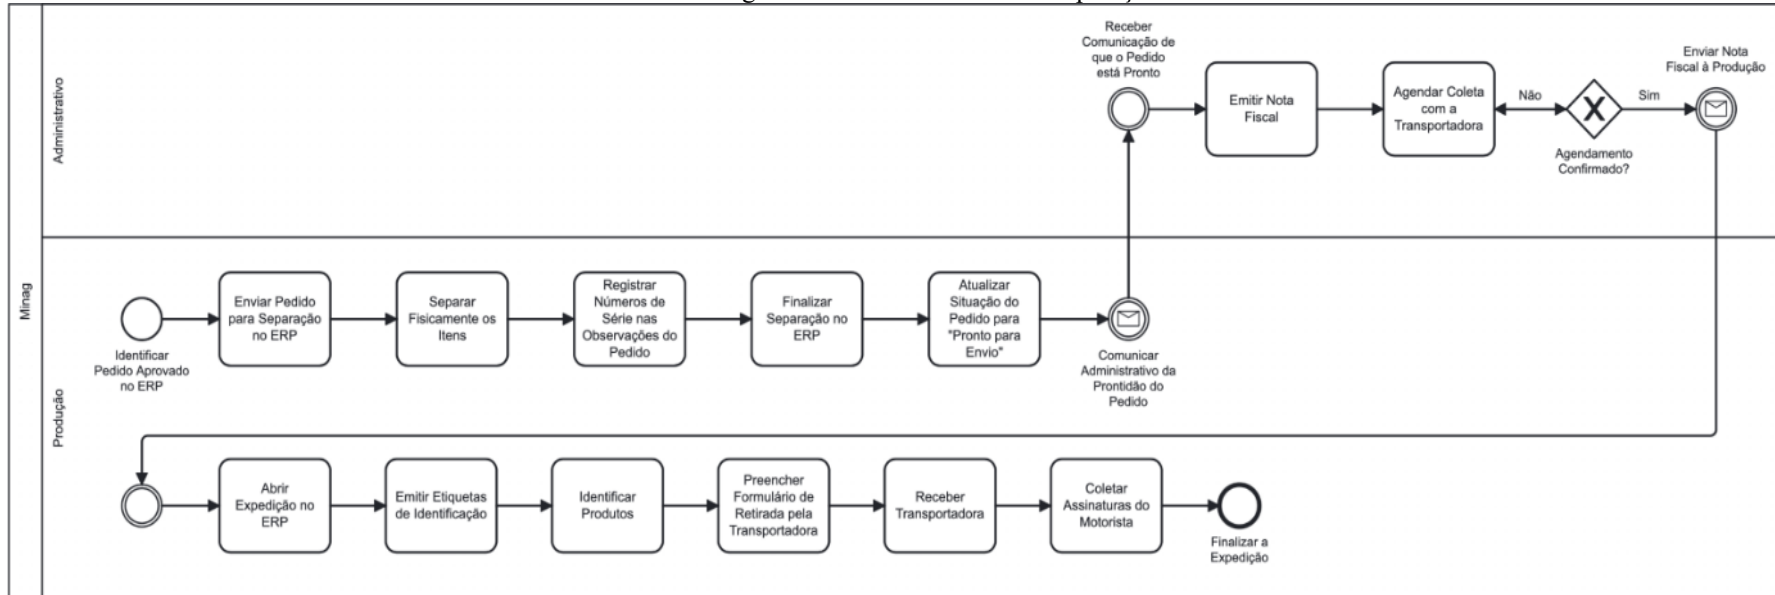 Minag
Administrativo
Receber
Comunicação de
que o Pedido
está Pronto
Emitir Nota
Fiscal
Agendar Coleta
com a
Transportadora
Não
X
Agendamento
Confirmado?
Sim
Enviar Nota
Fiscal à Produção
Produção
Identificar
Pedido Aprovado
no ERP
Enviar Pedido
para Separação
no ERP
Separar
Fisicamente os
Itens
Registrar
Números de
Série nas
Observações do
Pedido
Finalizar
Separação no
ERP
Atualizar
Situação do
Pedido para
"Pronto para
Envio"
Comunicar
Administrativo da
Prontidão do
Pedido
Abrir
Expedição no
ERP
Emitir Etiquetas
de Identificação
Identificar
Produtos
Preencher
Formulário de
Retirada pela
Transportadora
Receber
Transportadora
Coletar
Assinaturas do
Motorista
Finalizar a
Expedição